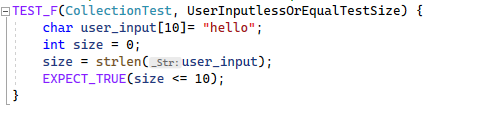 TEST_F(CollectionTest, UserInputlessOrEqualTestSize) {
char user_input[10]= "hello";
int size = 0;
size = strlen(_Str:user_input);
EXPECT_TRUE(size <= 10);
}